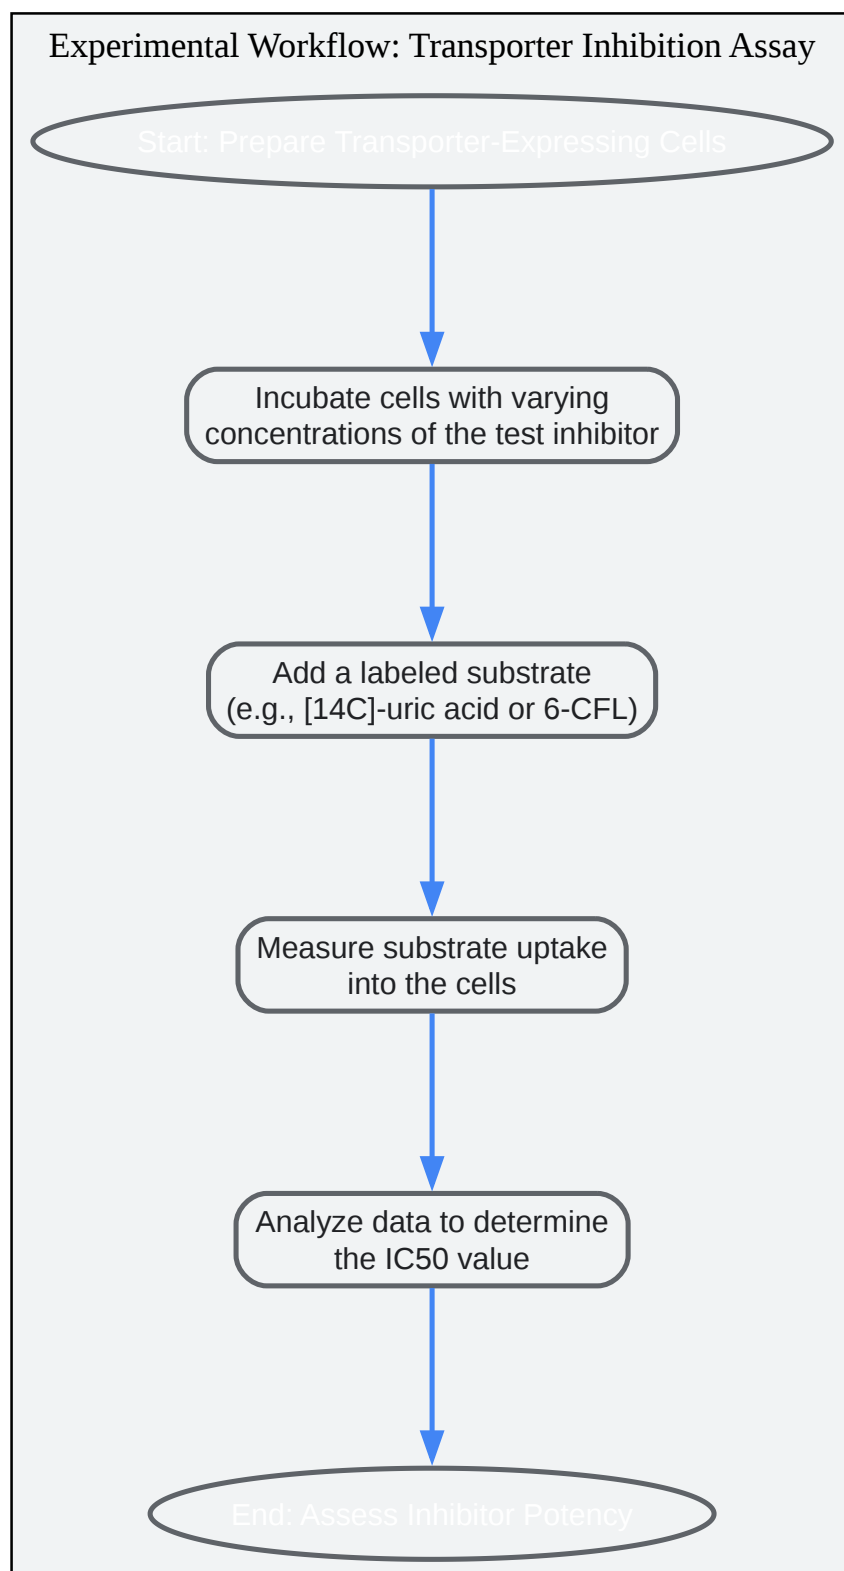 Experimental Workflow: Transporter Inhibition Assay
Start: Prepare Transporter-Expressing Cells
Incubate cells with varying
concentrations of the test inhibitor
Add a labeled substrate
(e.g., [14C]-uric acid or 6-CFL)
Measure substrate uptake
into the cells
Analyze data to determine
the IC50 value
End: Assess Inhibitor Potency